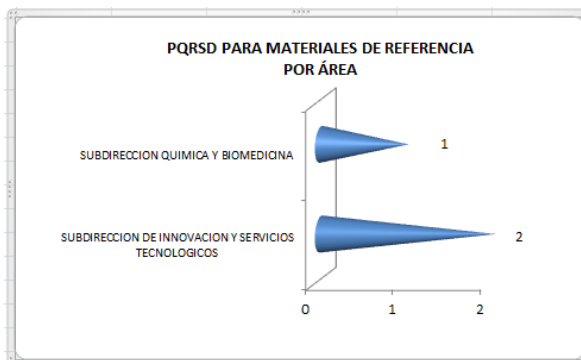 PQRSD PARA MATERIALES DE REFERENCIA
POR ÁREA
SUBDIRECCION QUIMICA Y BIOMEDICINA
1
SUBDIRECCION DE INNOVACION Y SERVICIOS
TECNOLOGICOS
2
0 1 2